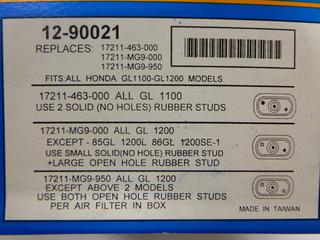 12-90021
REPLACES: 17211-463-000
17211-MG9-000
17211-MG9-950
FITS:ALL HONDA GL1100-GL1200 MODELS
17211-463-000 ALL GL 1100
USE 2 SOLID (NO HOLES) RUBBER STUDS
17211-MG9-000 ALL GL 1200
EXCEPT - 85GL 1200L 86GL 1200SE-1
USE SMALL SOLID(NO HOLE) RUBBER STUD
+LARGE OPEN HOLE RUBBER STUD
17211-MG9-950 ALL GL 1200
EXCEPT ABOVE 2 MODELS
USE BOTH OPEN HOLE RUBBER STUDS
PER AIR FILTER IN BOX
MADE IN TAIWAN